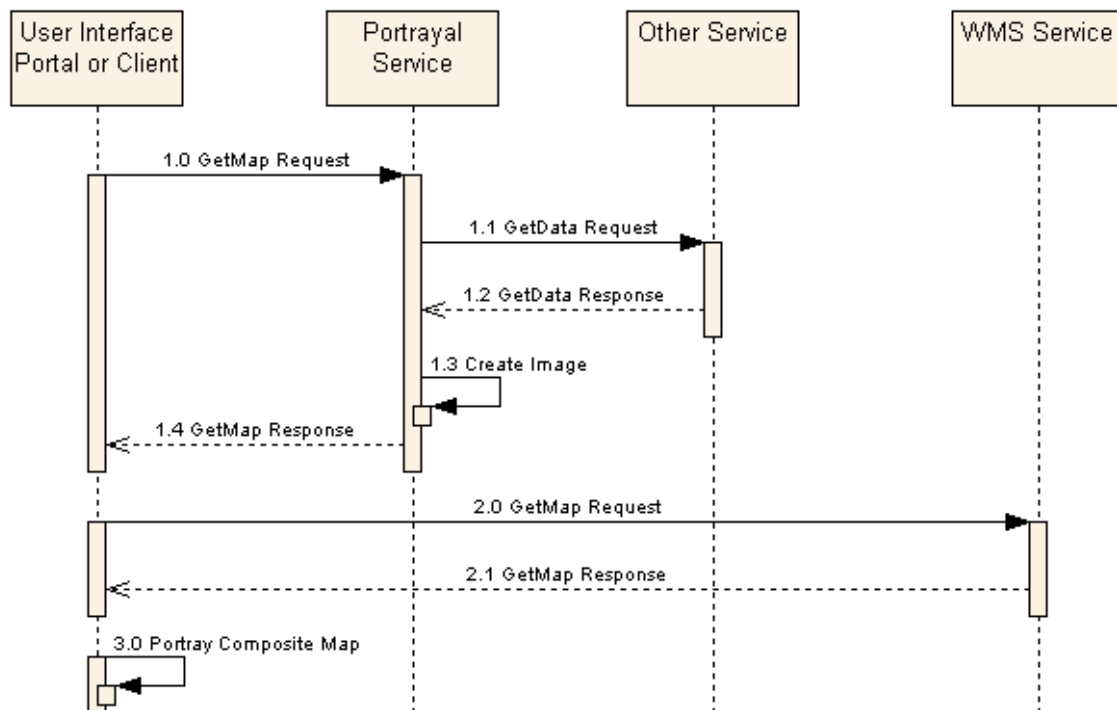 User Interface
Portal or Client
Portrayal
Service
Other Service
WMS Service
1.0 GetMap Request
1.1 GetData Request
1.2 GetData Response
1.3 Create Image
1.4 GetMap Response
2.0 GetMap Request
2.1 GetMap Response
3.0 Portray Composite Map